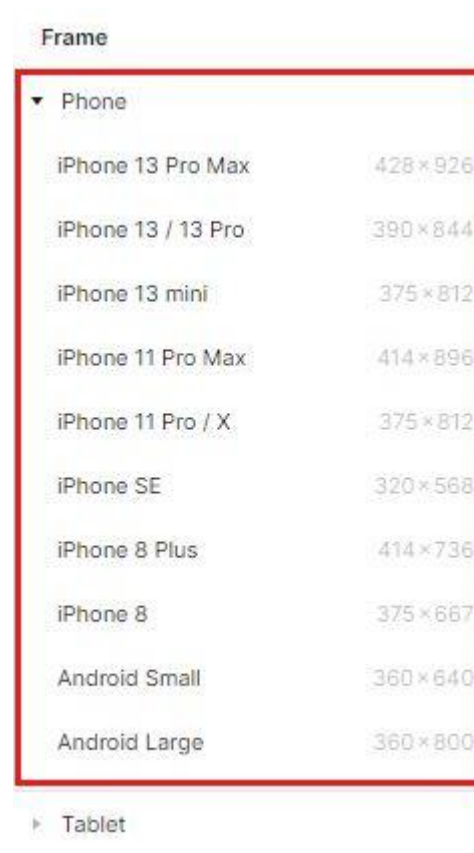 Frame
Phone
iPhone 13 Pro Max 428×926
iPhone 13 / 13 Pro 390×844
iPhone 13 mini 375×812
iPhone 11 Pro Max 414×896
iPhone 11 Pro / X 375×812
iPhone SE 320×568
iPhone 8 Plus 414×736
iPhone 8 375×667
Android Small 360×640
Android Large 360×800
Tablet